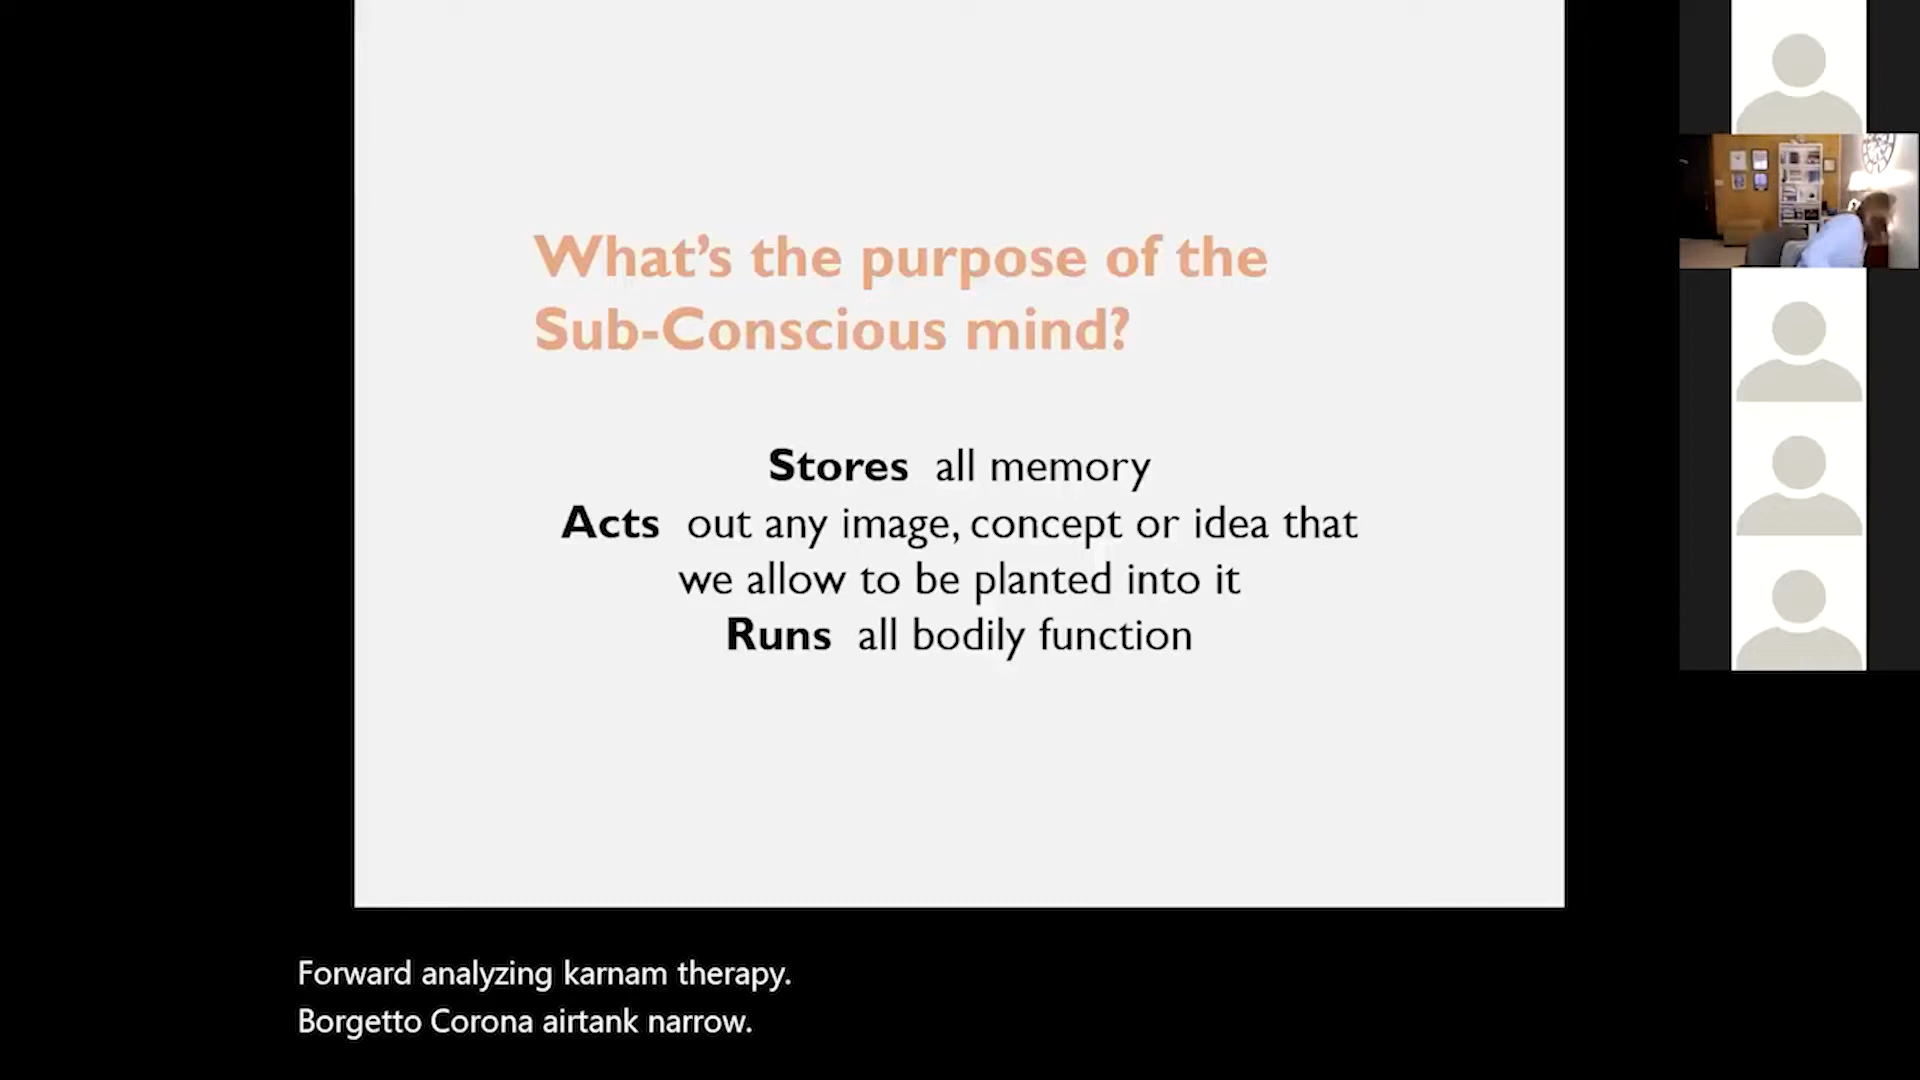 What's the purpose of the
Sub-Conscious mind?
Stores all memory
Acts out any image, concept or idea that
we allow to be planted into it
Runs all bodily function
Forward analyzing karnam therapy.
Borgetto Corona airtank narrow.